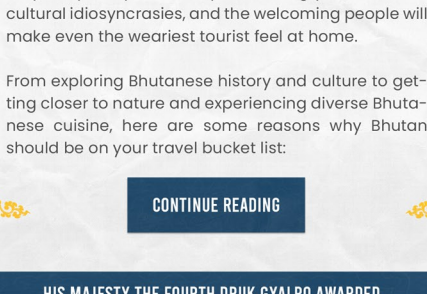 cultural idiosyncrasies, and the welcoming people will
make even the weariest tourist feel at home.
From exploring Bhutanese history and culture to get-
ting closer to nature and experiencing diverse Bhuta-
nese cuisine, here are some reasons why Bhutan
should be on your travel bucket list:
CONTINUE READING
HIS MAJESTY THE FOURTH DRUK GYALPO AWARDED